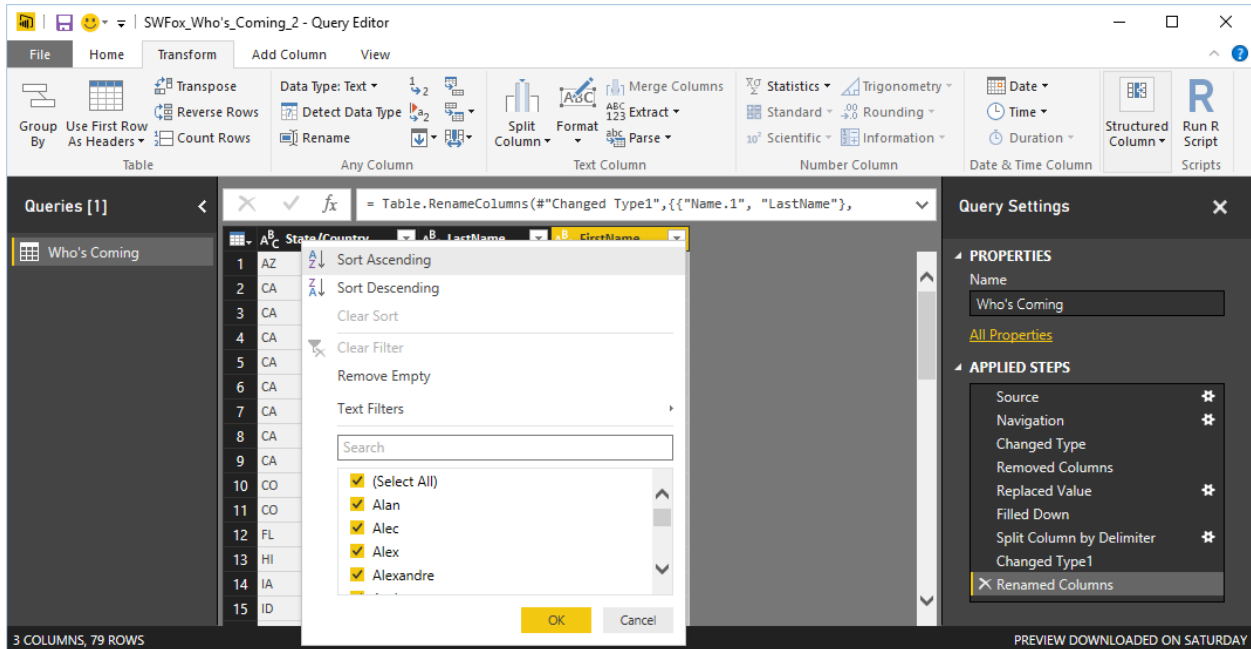 SWFox_Who's_Coming_2 - Query Editor
File Home Transform Add Column View
Group By
Use First Row As Headers
Transpose
Reverse Rows
Count Rows
Table
Data Type: Text
Detect Data Type
Rename
Any Column
Split Column
Format
Merge Columns
Extract
Parse
Text Column
Statistics
Standard
Scientific
Trigonometry
Rounding
Information
Number Column
Date
Time
Duration
Date & Time Column
Structured Column
Run R Script
Scripts
Queries [1]
Who's Coming
fx = Table.RenameColumns(#"Changed Type1",{{"Name.1", "LastName"},
State/Country LastName FirstName
1 AZ
2 CA
3 CA
4 CA
5 CA
6 CA
7 CA
8 CA
9 CA
10 CO
11 CO
12 FL
13 HI
14 IA
15 ID
Sort Ascending
Sort Descending
Clear Sort
Clear Filter
Remove Empty
Text Filters
Search
(Select All)
Alan
Alec
Alex
Alexandre
OK Cancel
Query Settings
PROPERTIES
Name
Who's Coming
All Properties
APPLIED STEPS
Source
Navigation
Changed Type
Removed Columns
Replaced Value
Filled Down
Split Column by Delimiter
Changed Type1
Renamed Columns
3 COLUMNS, 79 ROWS
PREVIEW DOWNLOADED ON SATURDAY